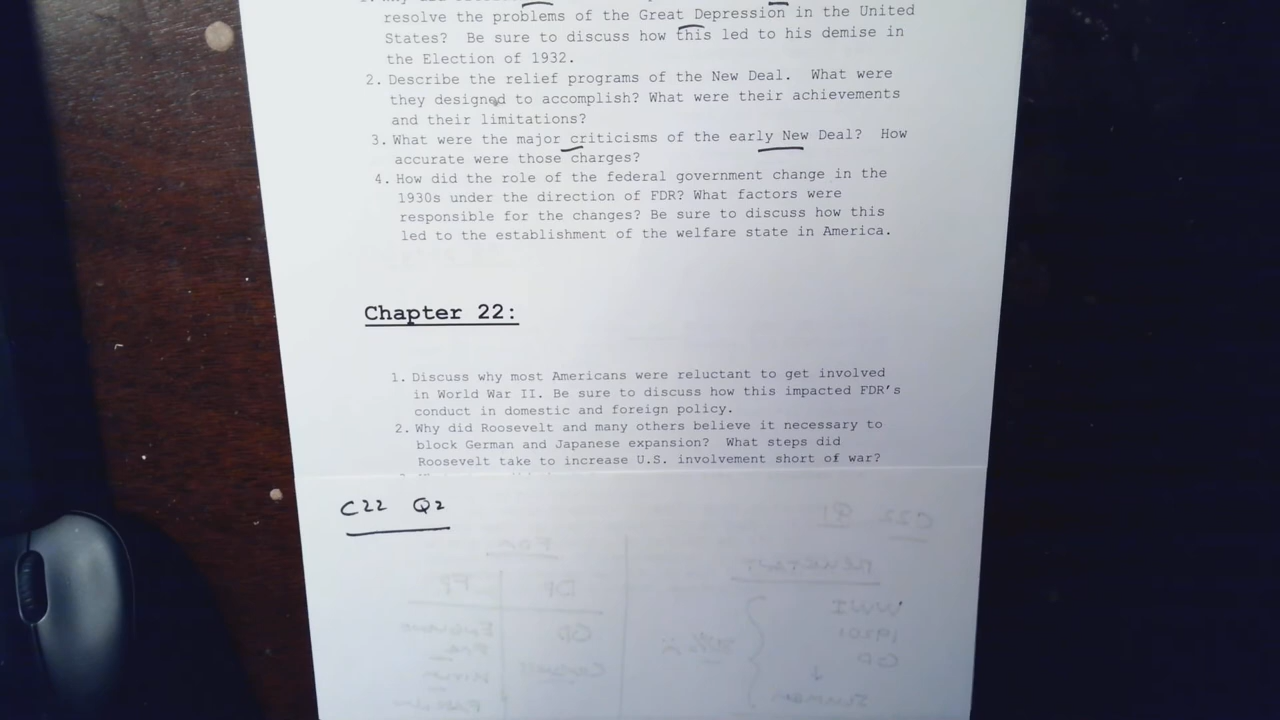 resolve the problems of the Great Depression in the United
States? Be sure to discuss how this led to his demise in
the Election of 1932.
2. Describe the relief programs of the New Deal. What were
they designed to accomplish? What were their achievements
and their limitations?
3. What were the major criticisms of the early New Deal? How
accurate were those charges?
4. How did the role of the federal government change in the
1930s under the direction of FDR? What factors were
responsible for the changes? Be sure to discuss how this
led to the establishment of the welfare state in America.
Chapter 22:
1. Discuss why most Americans were reluctant to get involved
in World War II. Be sure to discuss how this impacted FDR's
conduct in domestic and foreign policy.
2. Why did Roosevelt and many others believe it necessary to
block German and Japanese expansion? What steps did
Roosevelt take to increase U.S. involvement short of war?
C22 Q2